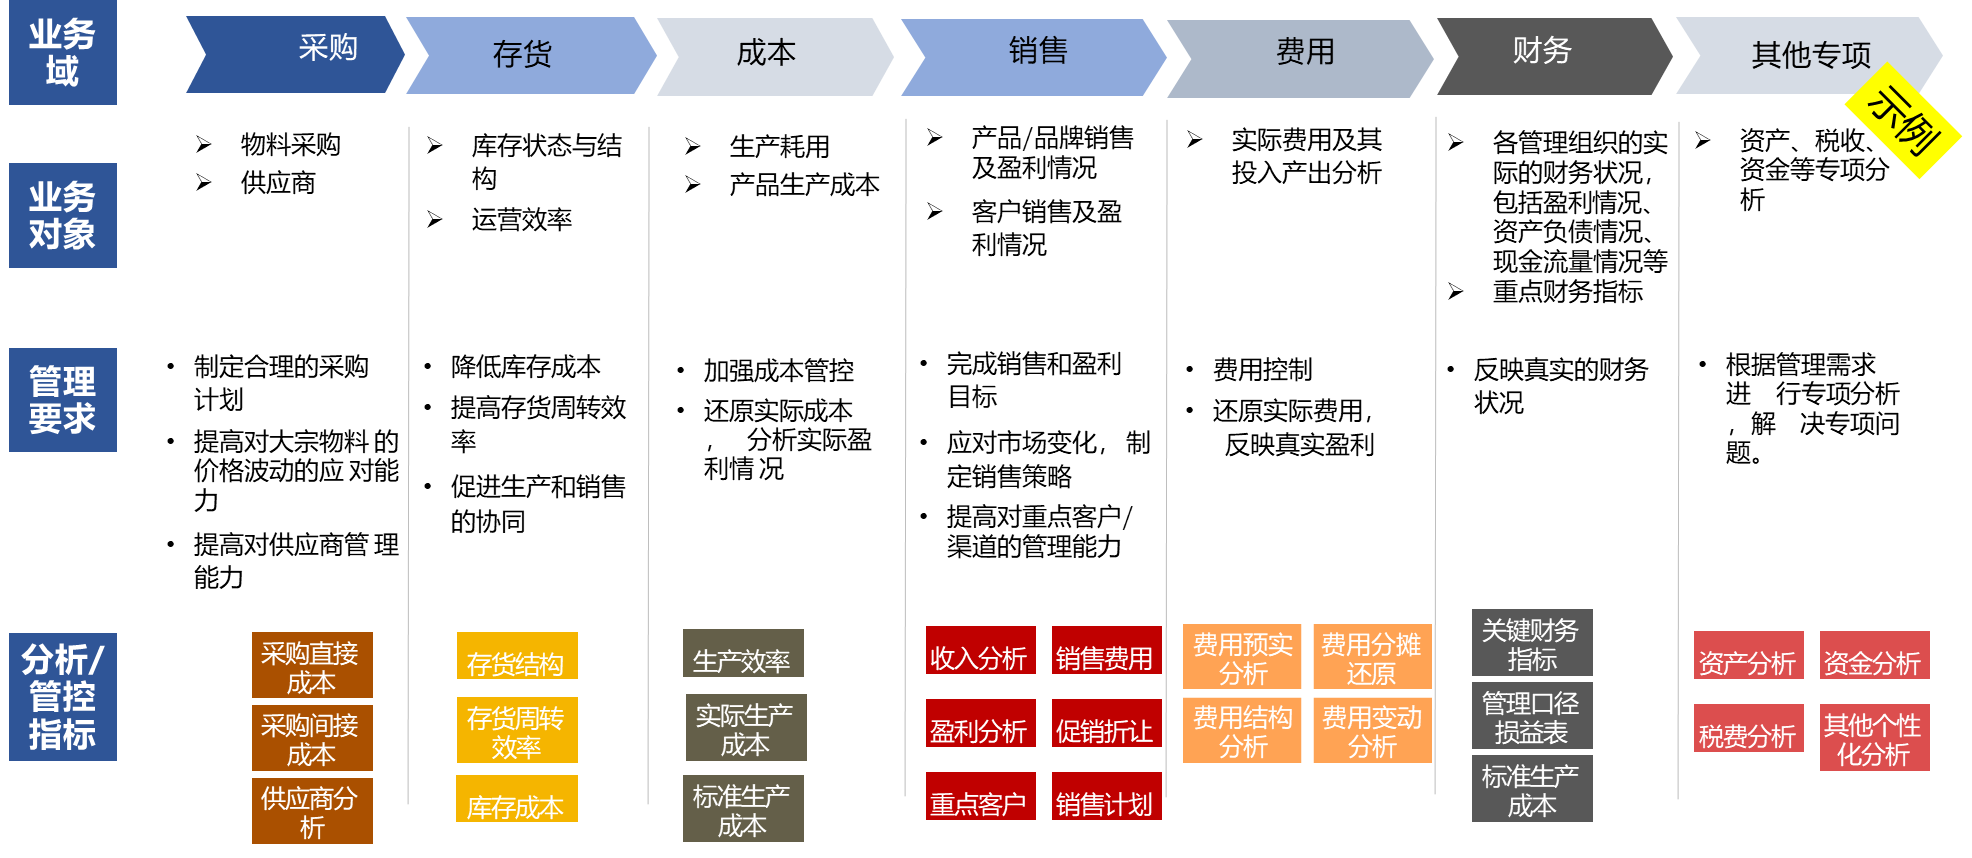 业务
域
采购
存货
成本
销售
费用
财务
其他专项
示例
业务
对象
➢ 物料采购
➢ 供应商
➢ 库存状态与结
构
➢ 运营效率
➢ 生产耗用
➢ 产品生产成本
➢ 产品/品牌销售
及盈利情况
➢ 客户销售及盈
利情况
➢ 实际费用及其
投入产出分析
➢ 各管理组织的实
际的财务状况，
包括盈利情况、
资产负债情况、
现金流量情况等
➢ 重点财务指标
➢ 资产、税收、
资金等专项分
析
管理
要求
• 制定合理的采购
计划
• 提高对大宗物料 的
价格波动的应 对能
力
• 提高对供应商管 理
能力
• 降低库存成本
• 提高存货周转效
率
• 促进生产和销售
的协同
• 加强成本管控
• 还原实际成本
， 分析实际盈
利情 况
• 完成销售和盈利
目标
• 应对市场变化， 制
定销售策略
• 提高对重点客户/
渠道的管理能力
• 费用控制
• 还原实际费用，
反映真实盈利
• 反映真实的财务
状况
• 根据管理需求
进 行专项分析
，解 决专项问
题。
分析/
管控
指标
采购直接
成本
采购间接
成本
供应商分
析
存货结构
存货周转
效率
库存成本
生产效率
实际生产
成本
标准生产
成本
收入分析
销售费用
盈利分析
促销折让
重点客户
销售计划
费用预实
分析
费用分摊
还原
费用结构
分析
费用变动
分析
关键财务
指标
管理口径
损益表
标准生产
成本
资产分析
资金分析
税费分析
其他个性
化分析